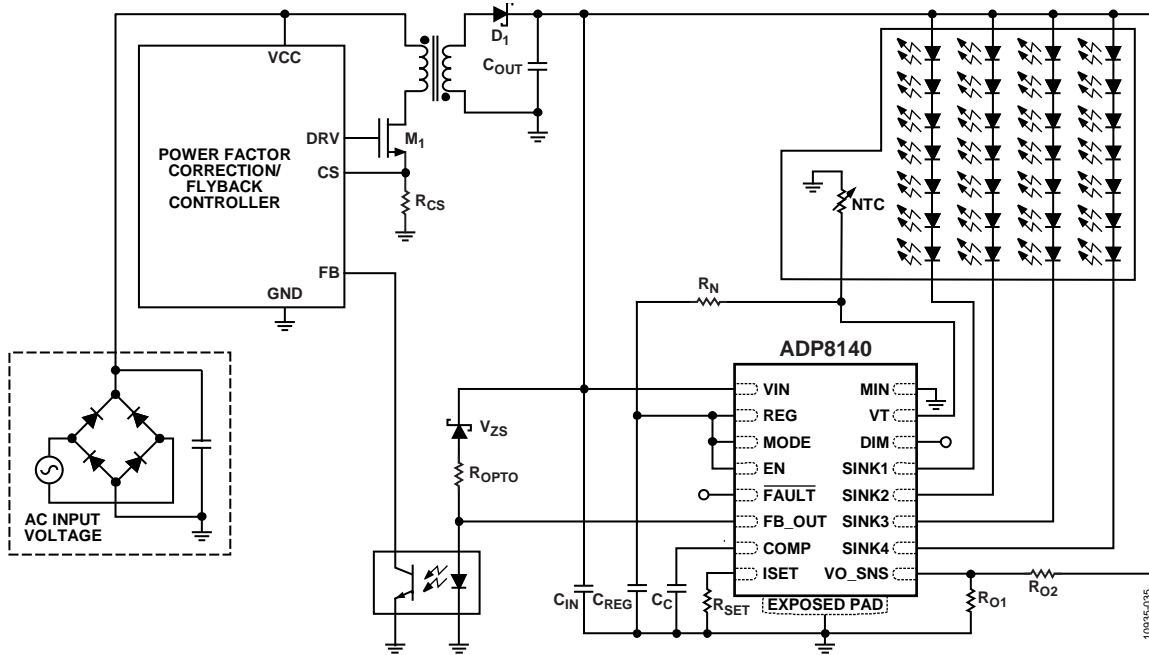 VCC
POWER FACTOR
CORRECTION/
FLYBACK
CONTROLLER
DRV
CS
FB
GND
M1
RCS
D1
COUT
AC INPUT
VOLTAGE
NTC
RN
VZS
ROPTO
ADP8140
VIN
REG
MODE
EN
FAULT
FB_OUT
COMP
ISET
MIN
VT
DIM
SINK1
SINK2
SINK3
SINK4
VO_SNS
EXPOSED PAD
CIN
CREG
CC
RSET
RO1
RO2
10935-035